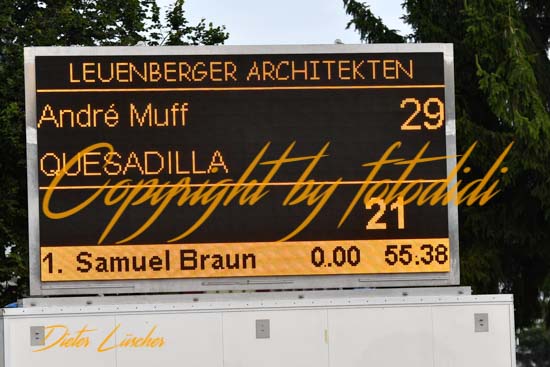 LEUENBERGER ARCHITEKTEN
André Muff 29
QUESADILLA
Copyright by fotodidi
21
1. Samuel Braun 0.00 55.38
Dieter Lüscher